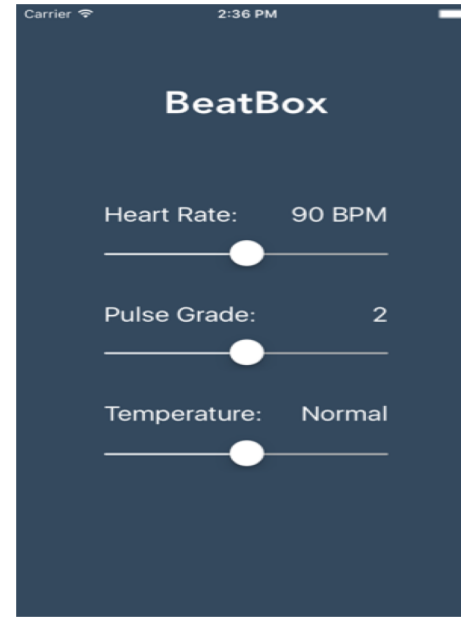 Carrier 2:36 PM
BeatBox
Heart Rate: 90 BPM
Pulse Grade: 2
Temperature: Normal